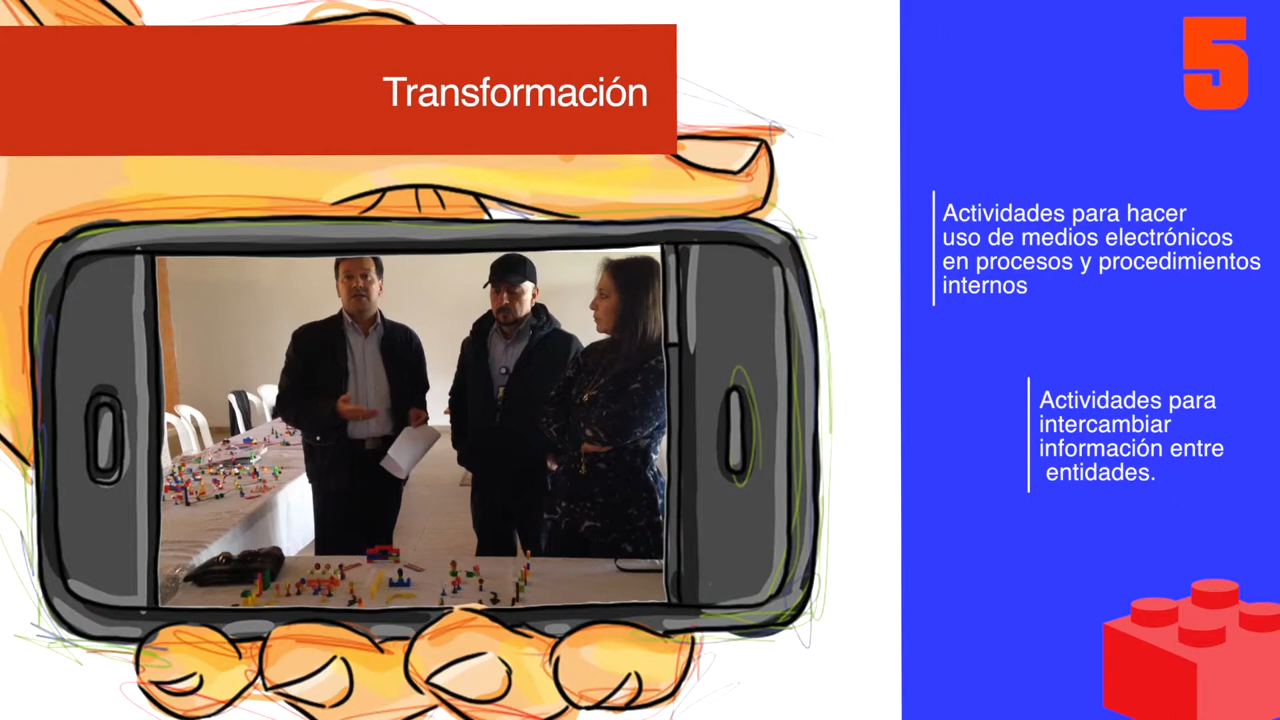 Transformación
5
Actividades para hacer
uso de medios electrónicos
en procesos y procedimientos
internos
Actividades para
intercambiar
información entre
entidades.